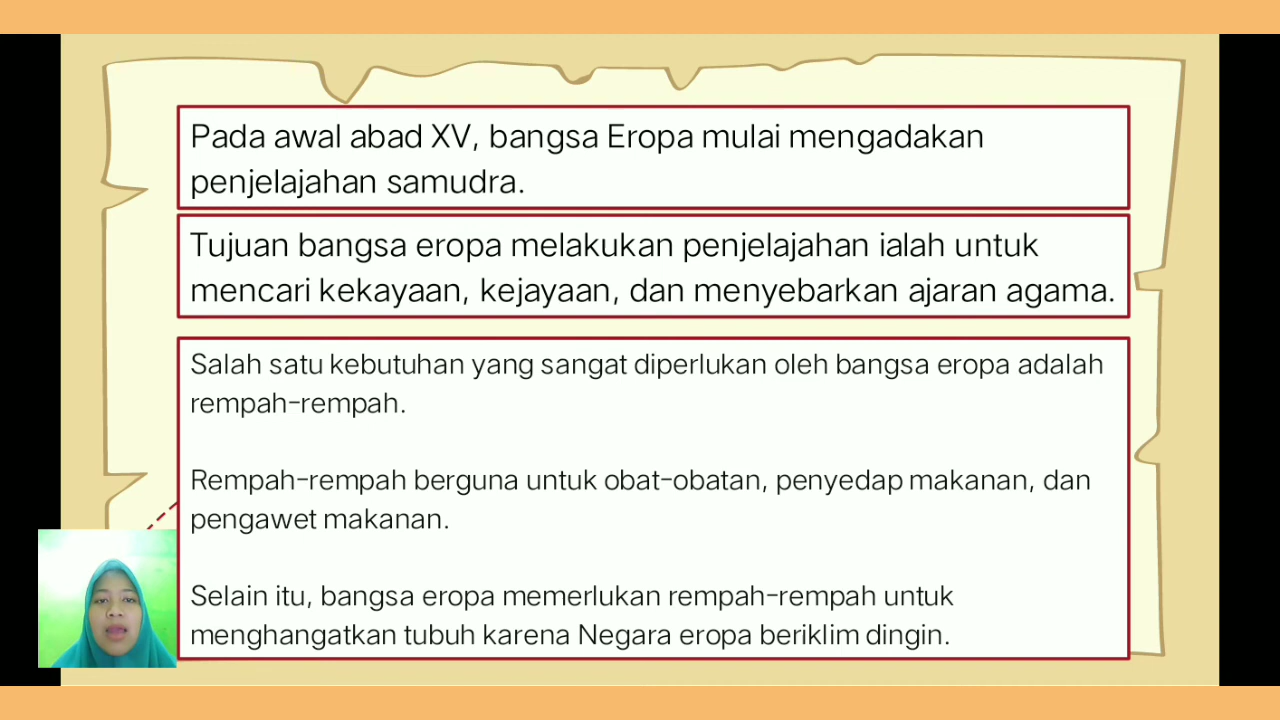 Pada awal abad XV, bangsa Eropa mulai mengadakan
penjelajahan samudra.
Tujuan bangsa eropa melakukan penjelajahan ialah untuk
mencari kekayaan, kejayaan, dan menyebarkan ajaran agama.
Salah satu kebutuhan yang sangat diperlukan oleh bangsa eropa adalah
rempah-rempah.
Rempah-rempah berguna untuk obat-obatan, penyedap makanan, dan
pengawet makanan.
Selain itu, bangsa eropa memerlukan rempah-rempah untuk
menghangatkan tubuh karena Negara eropa beriklim dingin.